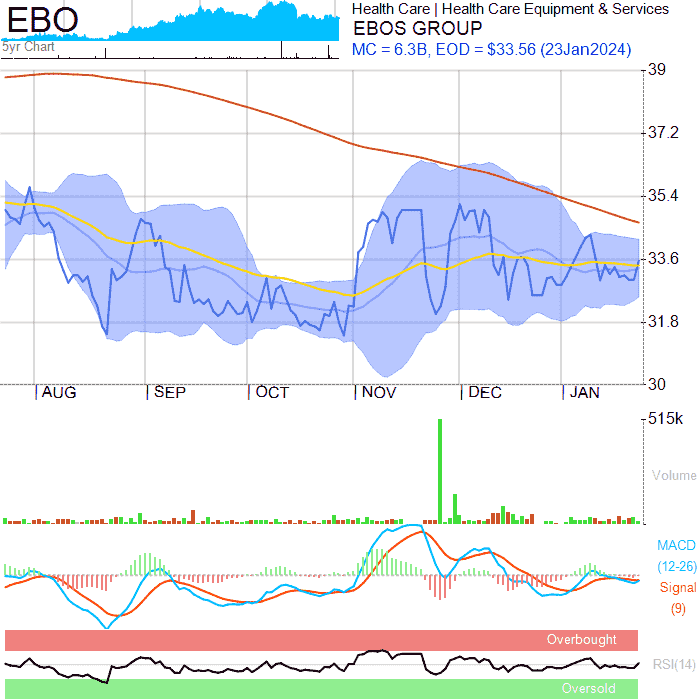 EBO
5yr Chart
Health Care | Health Care Equipment & Services
EBOS GROUP
MC = 6.3B, EOD = $33.56 (23Jan2024)
39
37.2
35.4
33.6
31.8
30
AUG
SEP
OCT
NOV
DEC
JAN
515k
Volume
MACD
(12-26)
Signal
(9)
Overbought
RSI(14)
Oversold